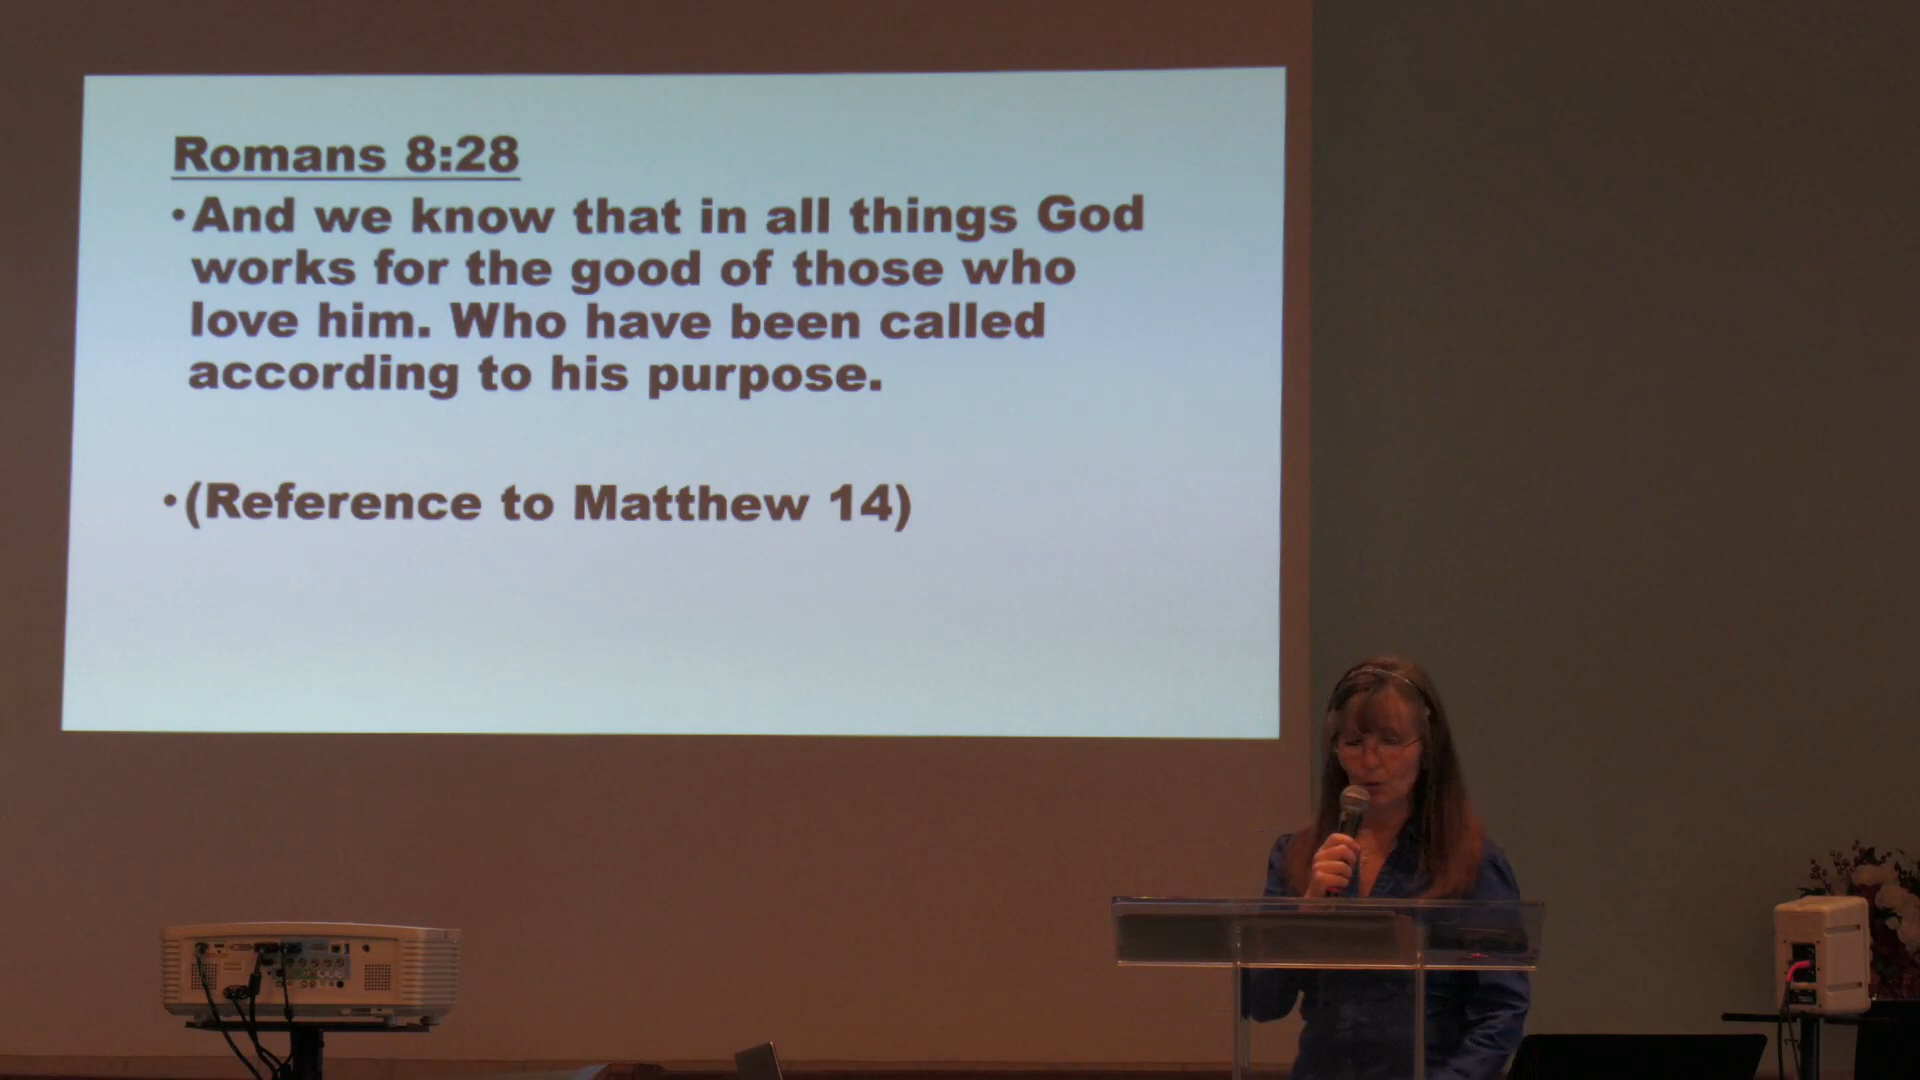 Romans 8:28
•And we know that in all things God
works for the good of those who
love him. Who have been called
according to his purpose.
•(Reference to Matthew 14)